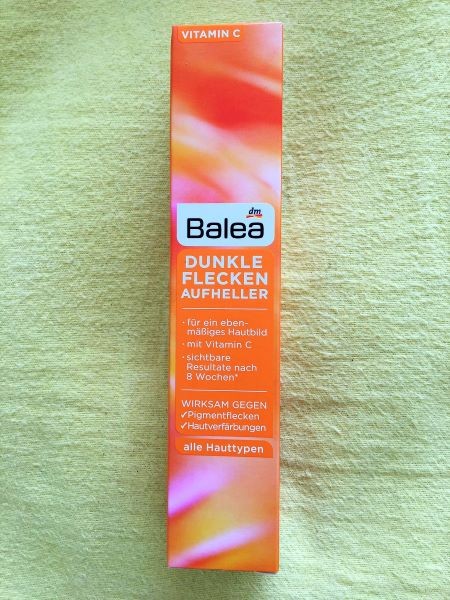 VITAMIN C
dm
Balea
DUNKLE
FLECKEN
AUFHELLER
· für ein eben-
mäßiges Hautbild
· mit Vitamin C
· sichtbare
Resultate nach
8 Wochen*
WIRKSAM GEGEN
✓Pigmentflecken
✓Hautverfärbungen
alle Hauttypen